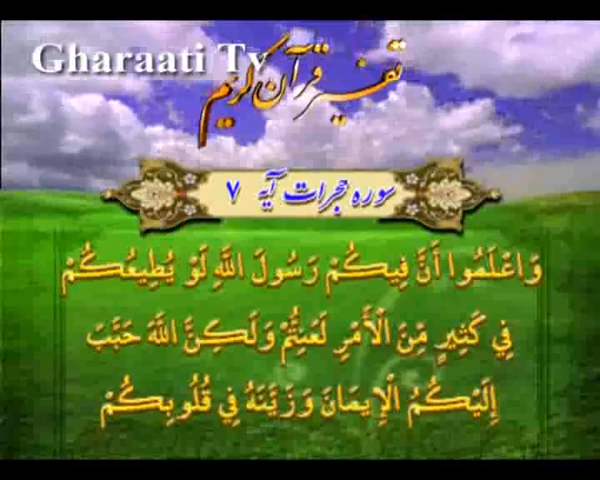 Gharaati Tv
تفسیر قرآن کریم
سوره حجرات آیه ۷
وَاعْلَمُوا أَنَّ فِيكُمْ رَسُولَ اللَّهِ لَوْ يُطِيعُكُمْ
فِي كَثِيرٍ مِّنَ الْأَمْرِ لَعَنِتُّمْ وَلَكِنَّ اللَّهَ حَبَّبَ
إِلَيْكُمُ الْإِيمَانَ وَزَيَّنَهُ فِي قُلُوبِكُمْ